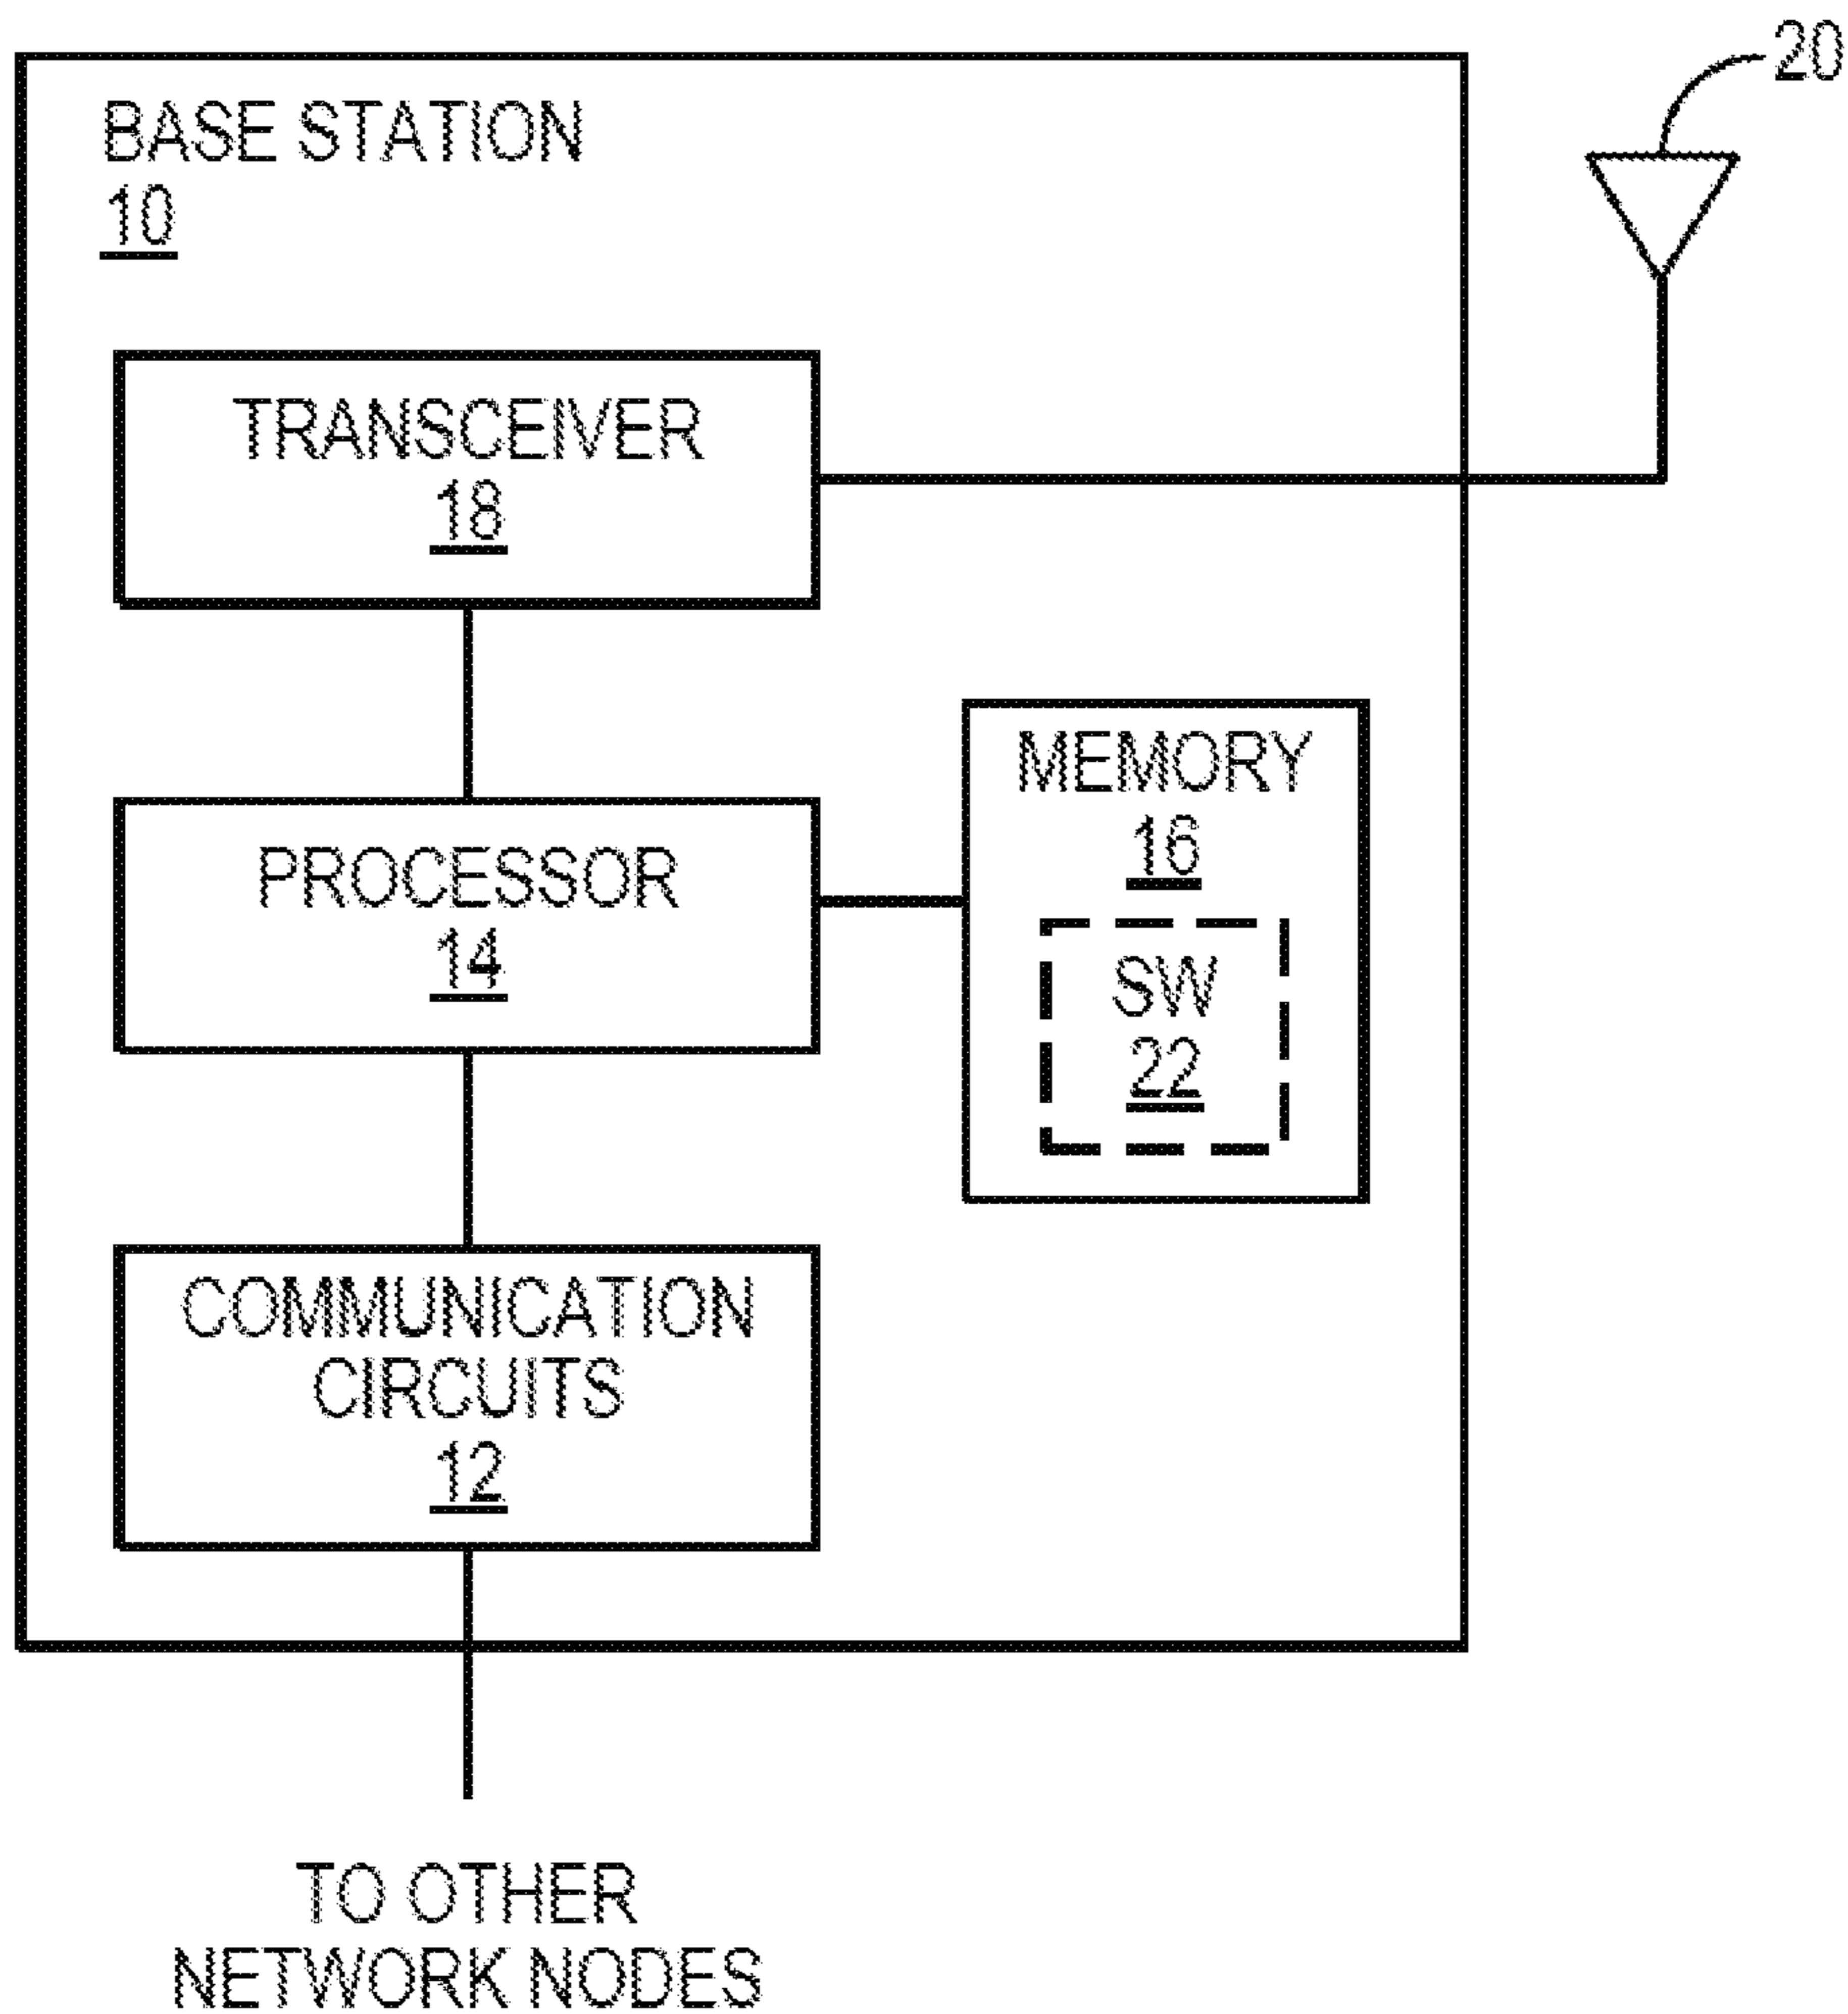 20
BASE STATION
10
TRANSCEIVER
18
MEMORY
16
PROCESSOR
14
SW
22
COMMUNICATION
CIRCUITS
12
TO OTHER
NETWORK NODES